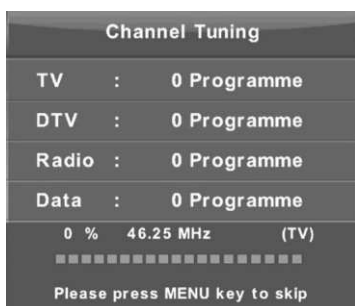 Channel Tuning
TV : 0 Programme
DTV : 0 Programme
Radio : 0 Programme
Data : 0 Programme
0 % 46.25 MHz (TV)
Please press MENU key to skip